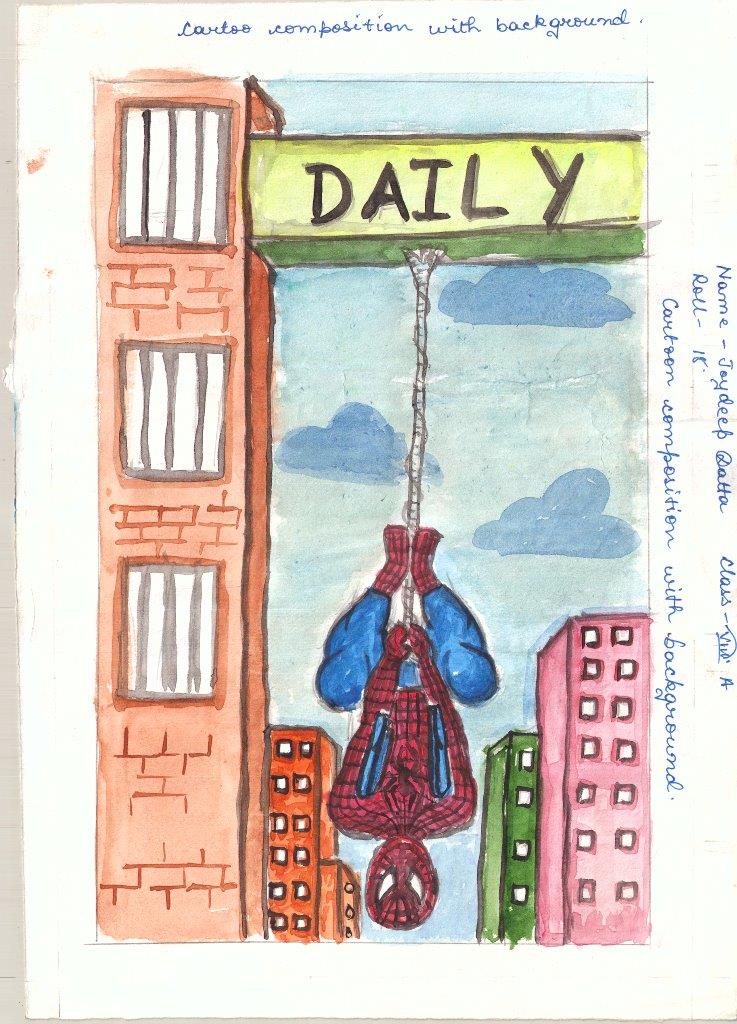 Cartoo composition with background.
DAILY
Name - Joydeep Datta Class - VIII A
Roll - 18.
Cartoon composition with background.